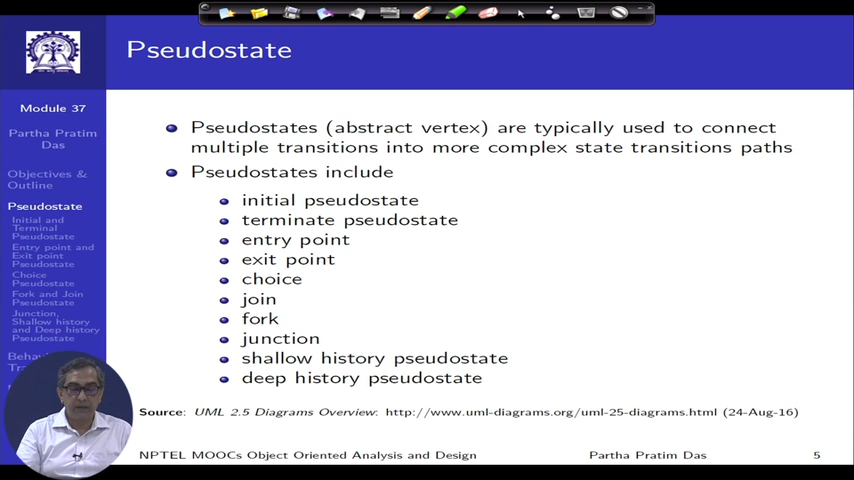 Pseudostate
Module 37
Partha Pratim
Das
Objectives &
Outline
Pseudostate
Initial and
Terminal
Pseudostate
Entry point and
Exit point
Pseudostate
Choice
Pseudostate
Fork and Join
Pseudostate
Junction,
Shallow history
and Deep history
Pseudostate
Pseudostates (abstract vertex) are typically used to connect
multiple transitions into more complex state transitions paths
Pseudostates include
initial pseudostate
terminate pseudostate
entry point
exit point
choice
join
fork
junction
shallow history pseudostate
deep history pseudostate
Source: UML 2.5 Diagrams Overview: http://www.uml-diagrams.org/uml-25-diagrams.html (24-Aug-16)
NPTEL MOOCs Object Oriented Analysis and Design
Partha Pratim Das
5